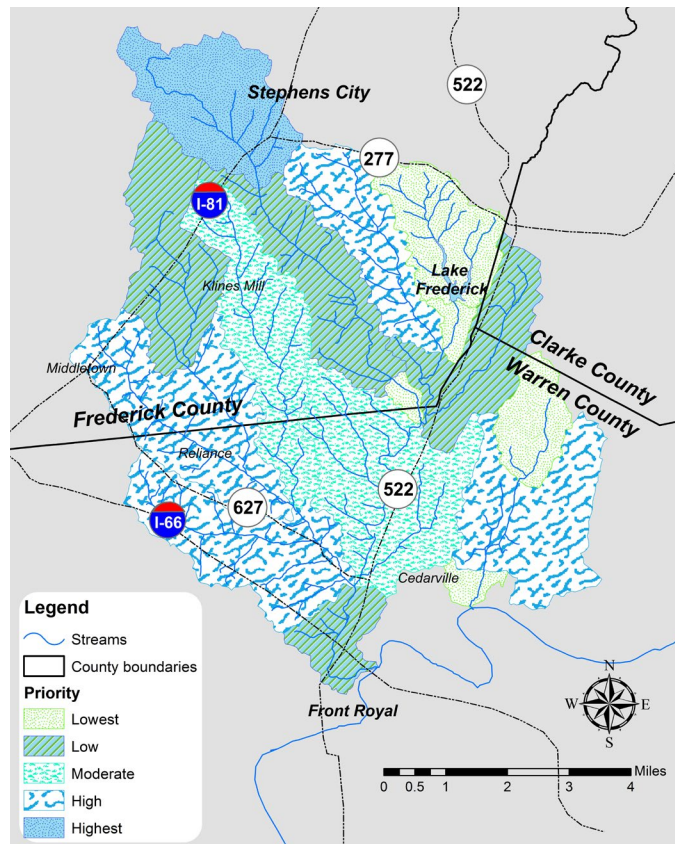 Stephens City
522
277
I-81
Lake
Frederick
Klines Mill
Clarke County
Warren County
Middletown
Frederick County
Reliance
522
627
I-66
Cedarville
Legend
Streams
County boundaries
Priority
Lowest
Low
Moderate
High
Highest
Front Royal
N
W E
S
Miles
0 0.5 1 2 3 4